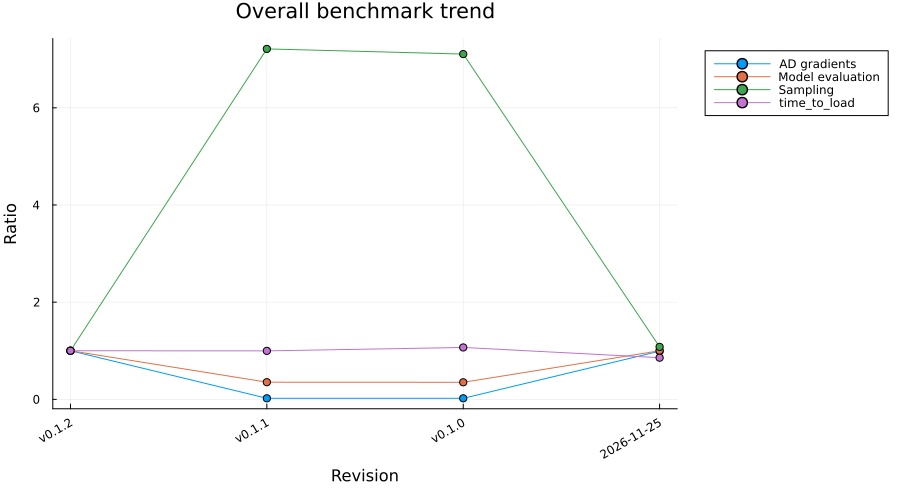 Overall benchmark trend
Ratio
6
4
2
0
v0.1.2
v0.1.1
v0.1.0
2026-11-25
Revision
AD gradients
Model evaluation
Sampling
time_to_load